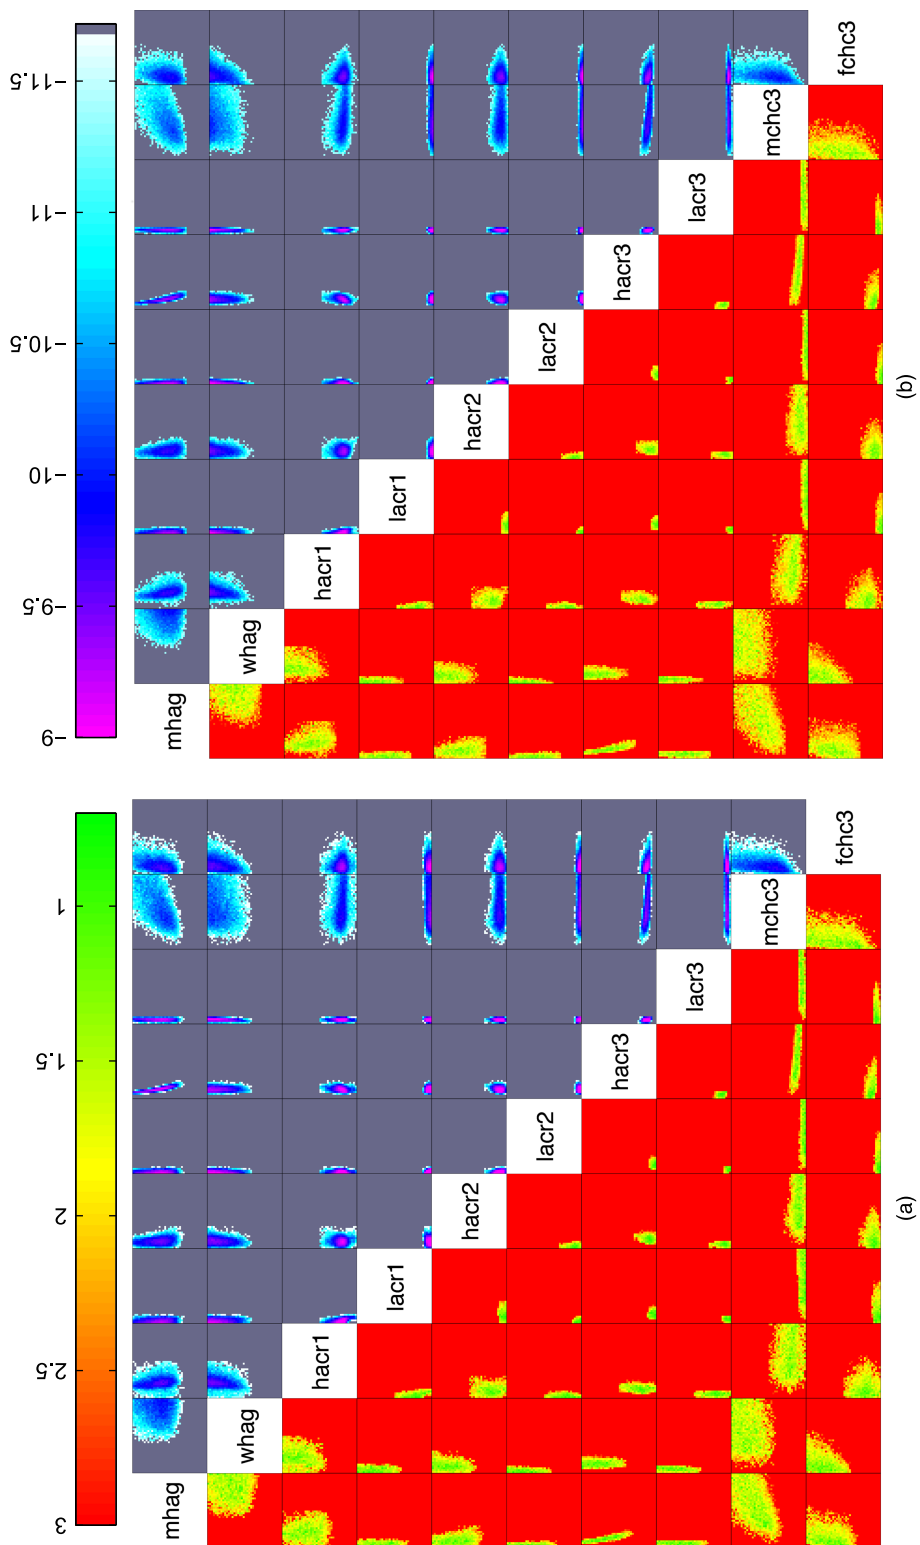 −11.5
−11
−10.5
−10
−9.5
−9
fchc3
mchc3
lacr3
hacr3
lacr2
hacr2
lacr1
hacr1
whag
mhag
(b)
1
1.5
2
2.5
3
fchc3
mchc3
lacr3
hacr3
lacr2
hacr2
lacr1
hacr1
whag
mhag
(a)